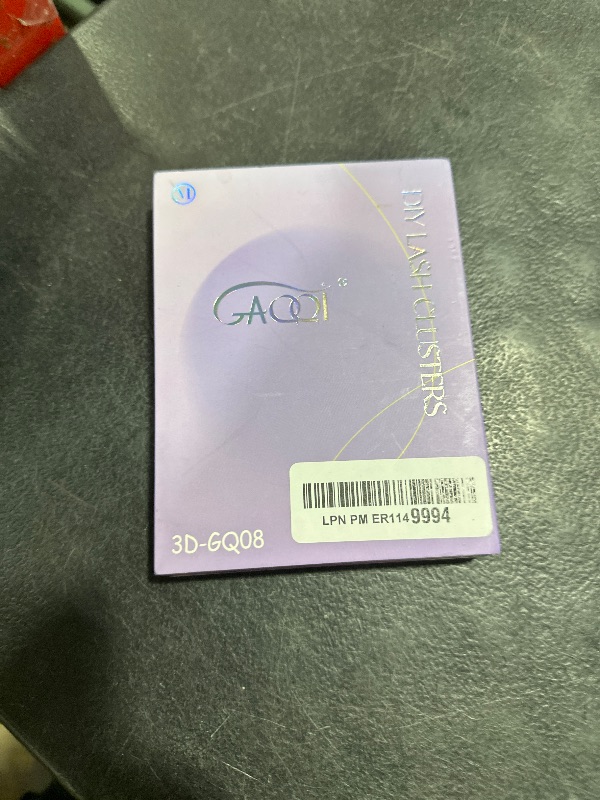 M
GAQQI®
DIY LASH CLUSTERS
LPN PM ER1149994
3D-GQ08